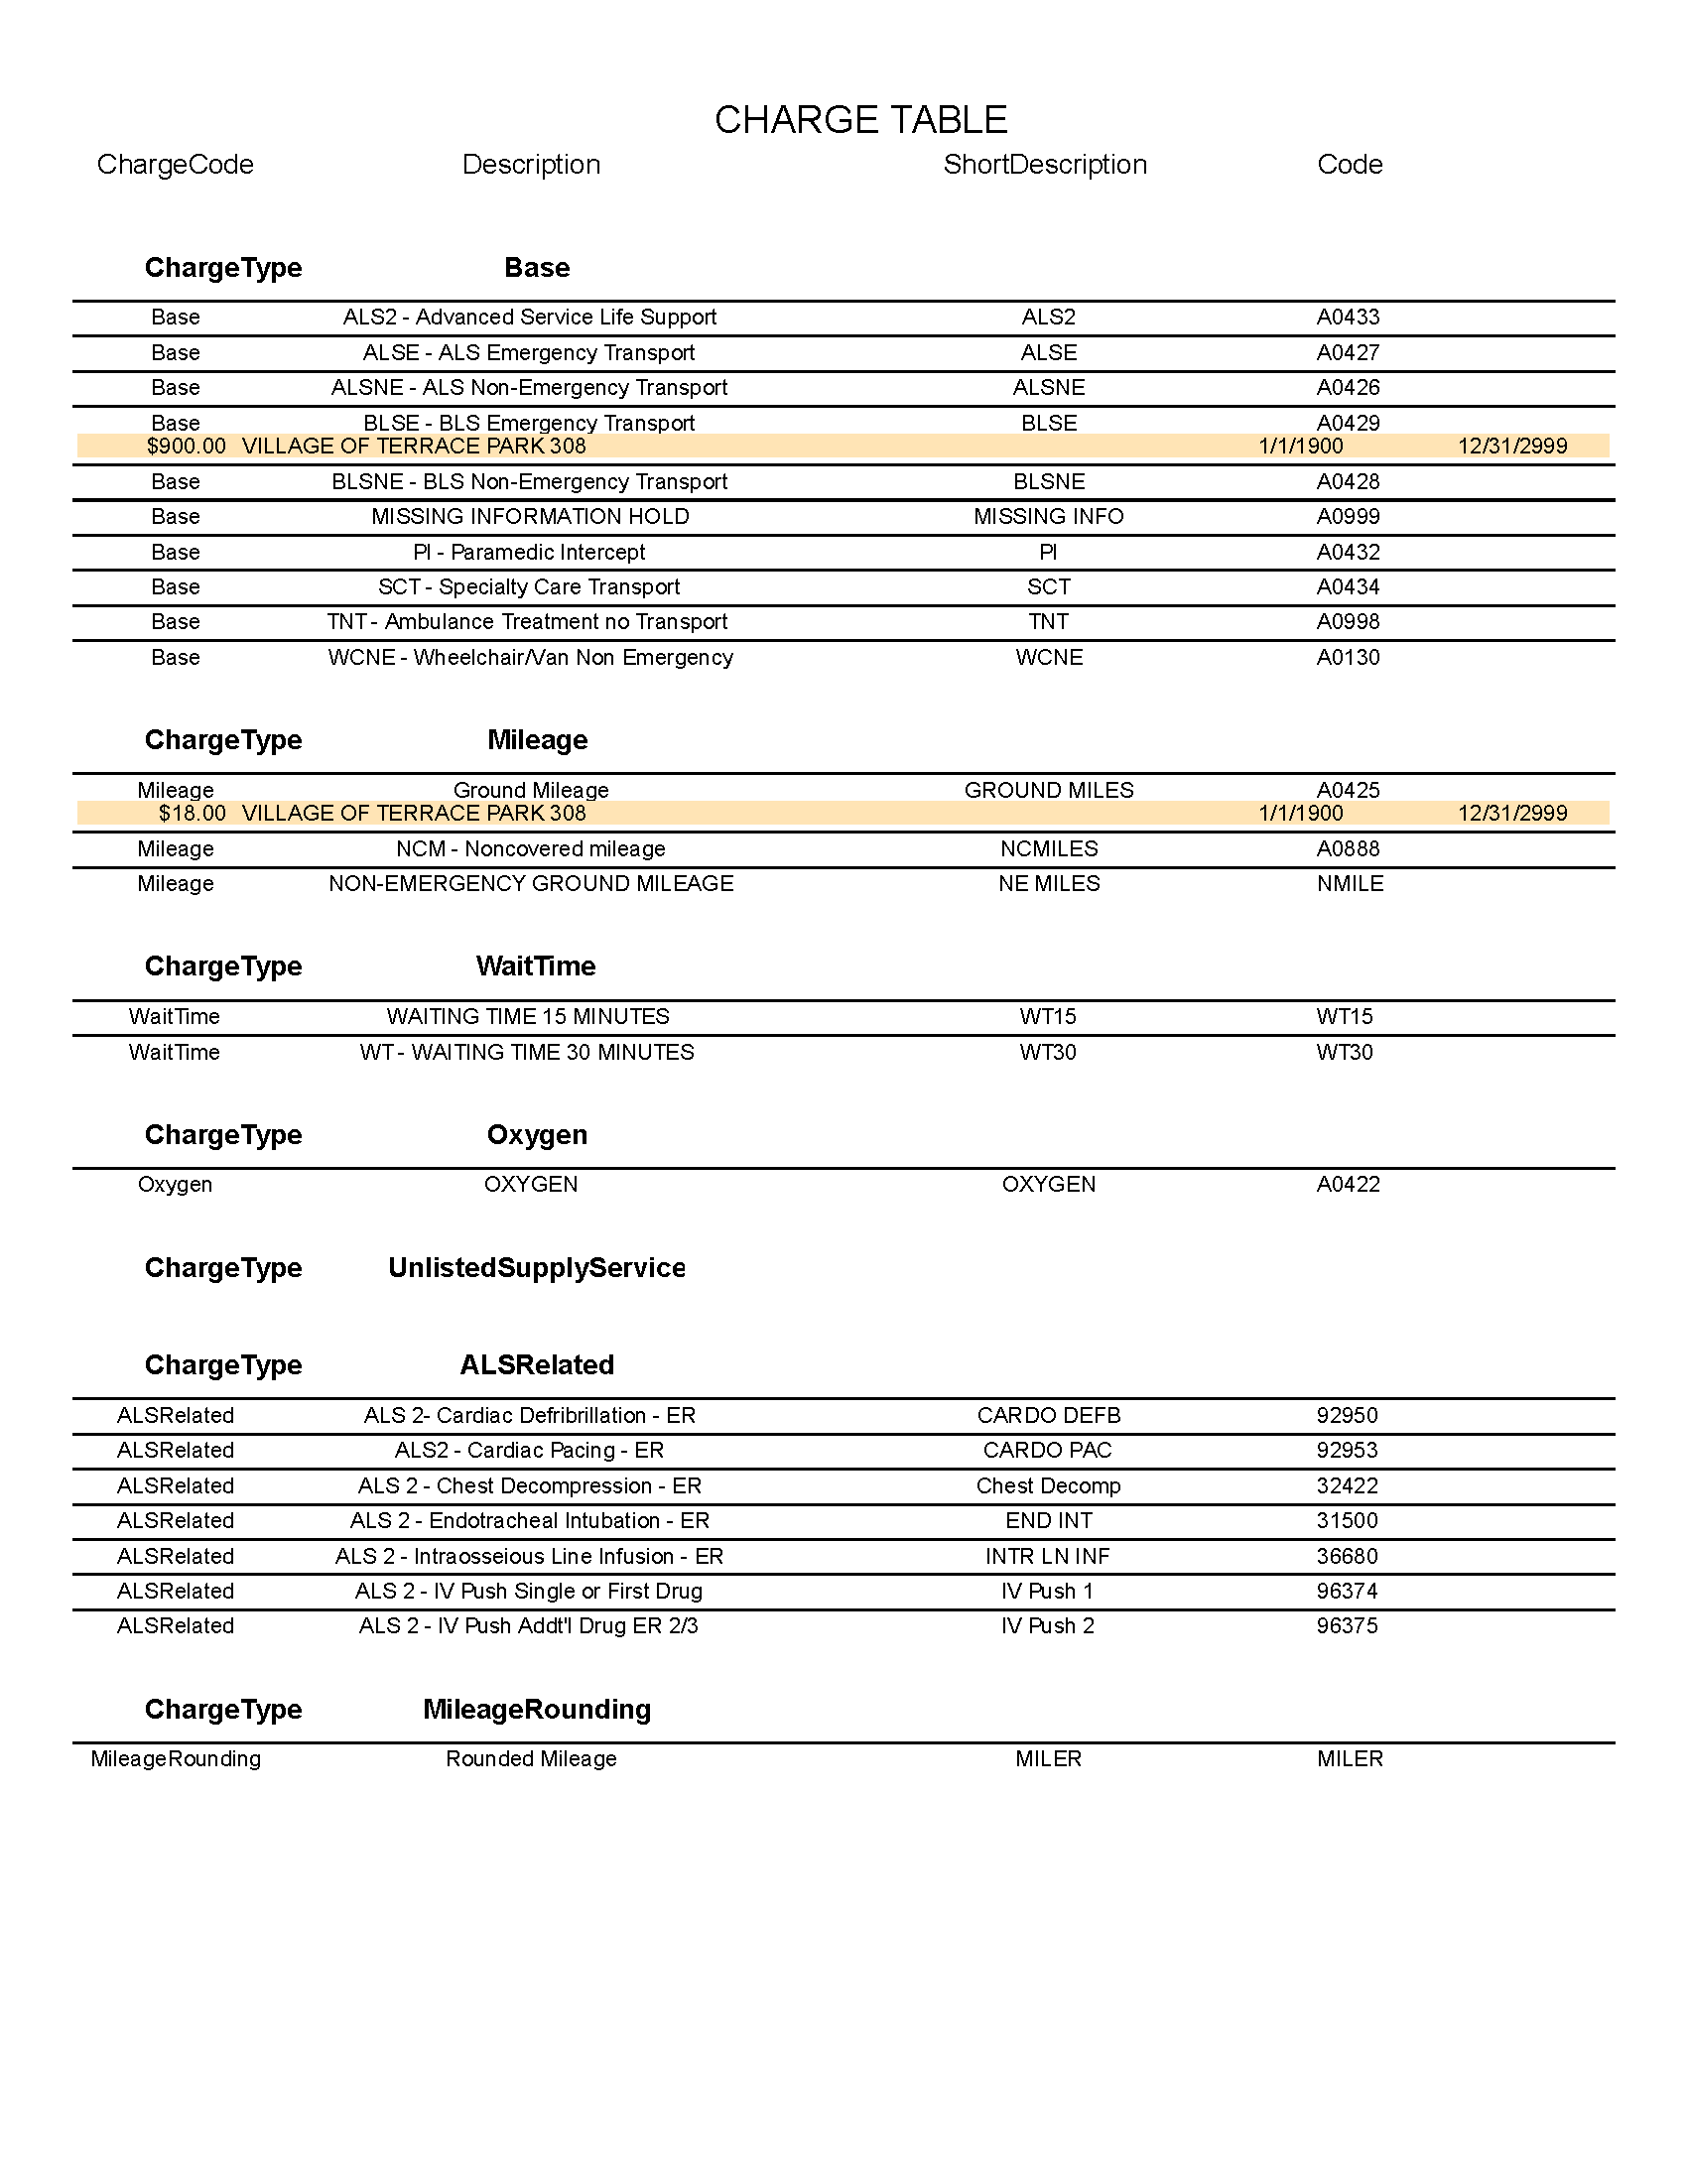 CHARGE TABLE
ChargeCode Description ShortDescription Code
ChargeType Base
Base ALS2 - Advanced Service Life Support ALS2 A0433
Base ALSE - ALS Emergency Transport ALSE A0427
Base ALSNE - ALS Non-Emergency Transport ALSNE A0426
Base BLSE - BLS Emergency Transport BLSE A0429
$900.00 VILLAGE OF TERRACE PARK 308 1/1/1900 12/31/2999
Base BLSNE - BLS Non-Emergency Transport BLSNE A0428
Base MISSING INFORMATION HOLD MISSING INFO A0999
Base PI - Paramedic Intercept PI A0432
Base SCT - Specialty Care Transport SCT A0434
Base TNT - Ambulance Treatment no Transport TNT A0998
Base WCNE - Wheelchair/Van Non Emergency WCNE A0130
ChargeType Mileage
Mileage Ground Mileage GROUND MILES A0425
$18.00 VILLAGE OF TERRACE PARK 308 1/1/1900 12/31/2999
Mileage NCM - Noncovered mileage NCMILES A0888
Mileage NON-EMERGENCY GROUND MILEAGE NE MILES NMILE
ChargeType WaitTime
WaitTime WAITING TIME 15 MINUTES WT15 WT15
WaitTime WT - WAITING TIME 30 MINUTES WT30 WT30
ChargeType Oxygen
Oxygen OXYGEN OXYGEN A0422
ChargeType UnlistedSupplyService
ChargeType ALSRelated
ALSRelated ALS 2- Cardiac Defribrillation - ER CARDO DEFB 92950
ALSRelated ALS2 - Cardiac Pacing - ER CARDO PAC 92953
ALSRelated ALS 2 - Chest Decompression - ER Chest Decomp 32422
ALSRelated ALS 2 - Endotracheal Intubation - ER END INT 31500
ALSRelated ALS 2 - Intraosseious Line Infusion - ER INTR LN INF 36680
ALSRelated ALS 2 - IV Push Single or First Drug IV Push 1 96374
ALSRelated ALS 2 - IV Push Addt'l Drug ER 2/3 IV Push 2 96375
ChargeType MileageRounding
MileageRounding Rounded Mileage MILER MILER